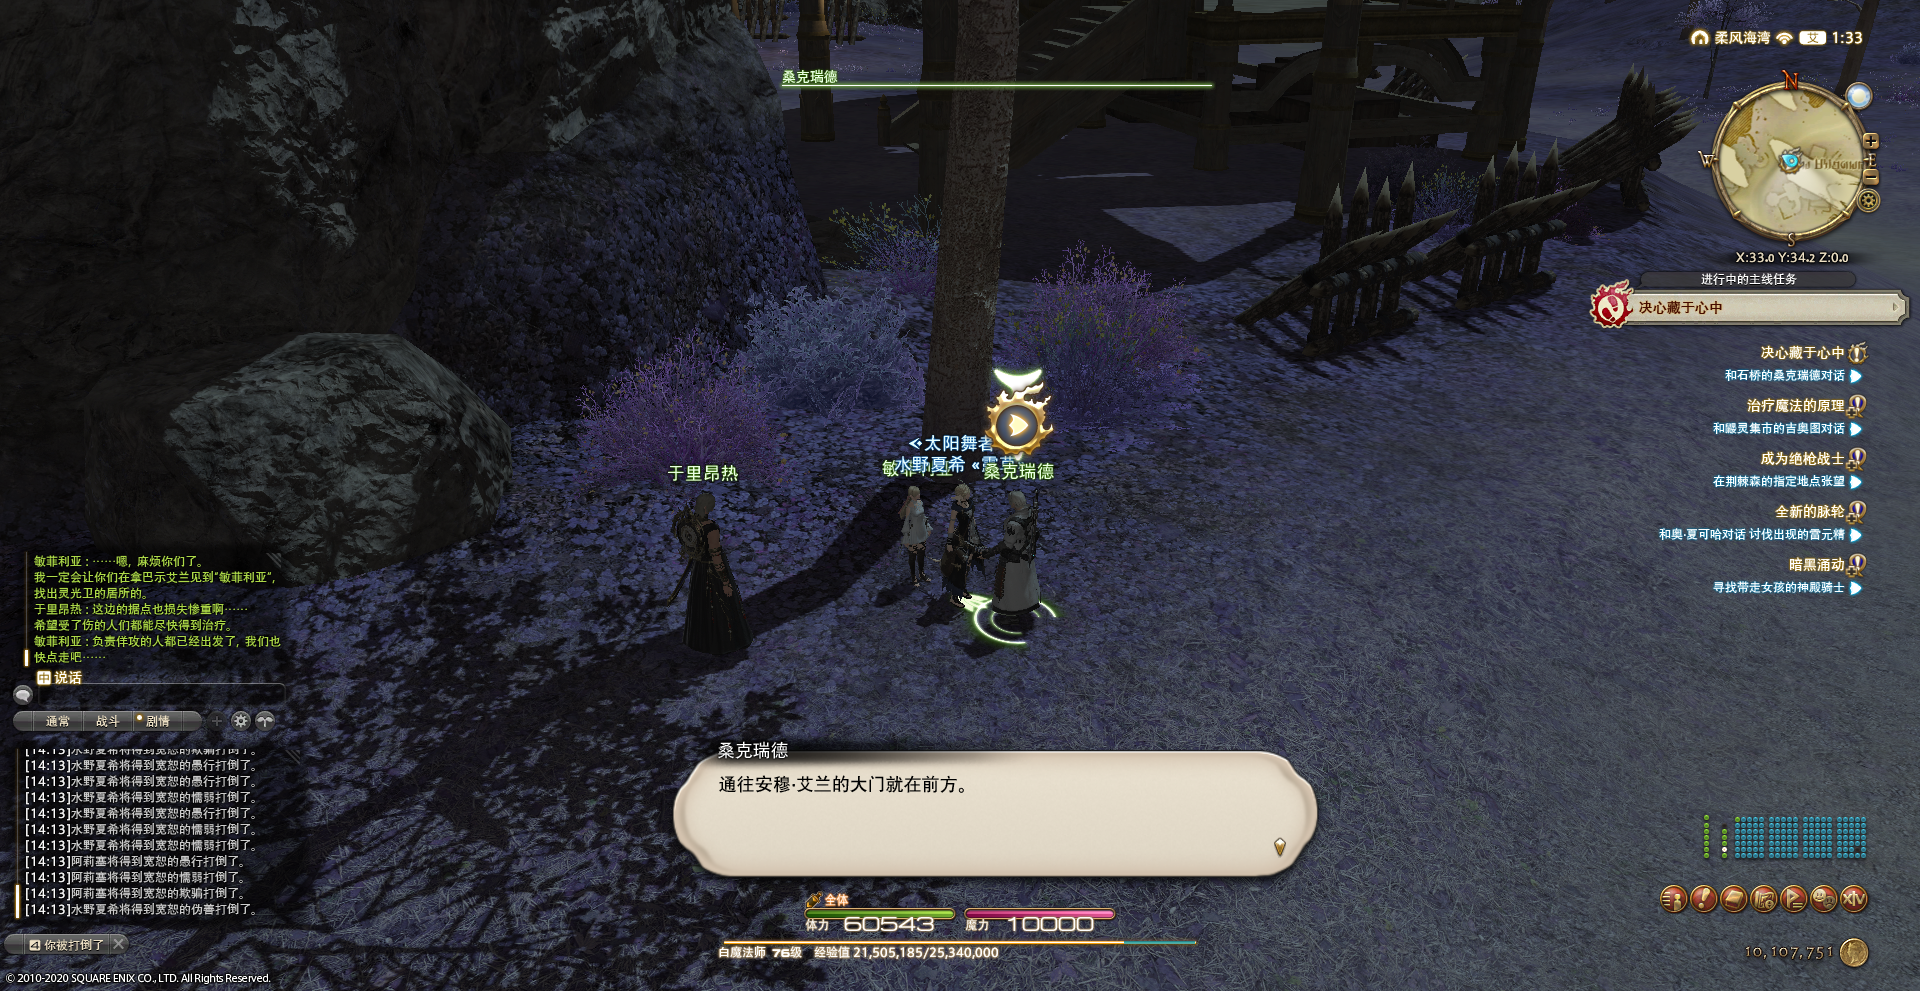 桑克瑞德
柔风海湾 艾 1:33
N
W
E
S
X:33.0 Y:34.2 Z:0.0
进行中的主线任务
决心藏于心中
决心藏于心中
和石桥的桑克瑞德对话
治疗魔法的原理
和鼹灵集市的吉奥图对话
成为绝枪战士
在荆棘森的指定地点张望
全新的脉轮
和奥·夏可哈对话 讨伐出现的雷元精
暗黑涌动
寻找带走女孩的神殿骑士
太阳舞者
水野夏希
于里昂热
桑克瑞德
敏菲利亚：……嗯，麻烦你们了。
我一定会让你们在拿巴示艾兰见到“敏菲利亚”，
找出灵光卫的居所的。
于里昂热：这边的据点也损失惨重啊……
希望受了伤的人们都能尽快得到治疗。
敏菲利亚：负责佯攻的人都已经出发了，我们也
快点走吧……
说话
通常 战斗 剧情
[14:13]水野夏希将得到宽恕的欺骗打倒了。
[14:13]水野夏希将得到宽恕的愚行打倒了。
[14:13]水野夏希将得到宽恕的愚行打倒了。
[14:13]水野夏希将得到宽恕的懦弱打倒了。
[14:13]水野夏希将得到宽恕的愚行打倒了。
[14:13]水野夏希将得到宽恕的懦弱打倒了。
[14:13]水野夏希将得到宽恕的懦弱打倒了。
[14:13]阿莉塞将得到宽恕的愚行打倒了。
[14:13]阿莉塞将得到宽恕的懦弱打倒了。
[14:13]阿莉塞将得到宽恕的欺骗打倒了。
[14:13]水野夏希将得到宽恕的伪善打倒了。
4 你被打倒了
桑克瑞德
通往安穆·艾兰的大门就在前方。
全体
体力 60543 魔力 10000
白魔法师 76级 经验值 21,505,185/25,340,000
10,107,751
© 2010-2020 SQUARE ENIX CO., LTD. All Rights Reserved.